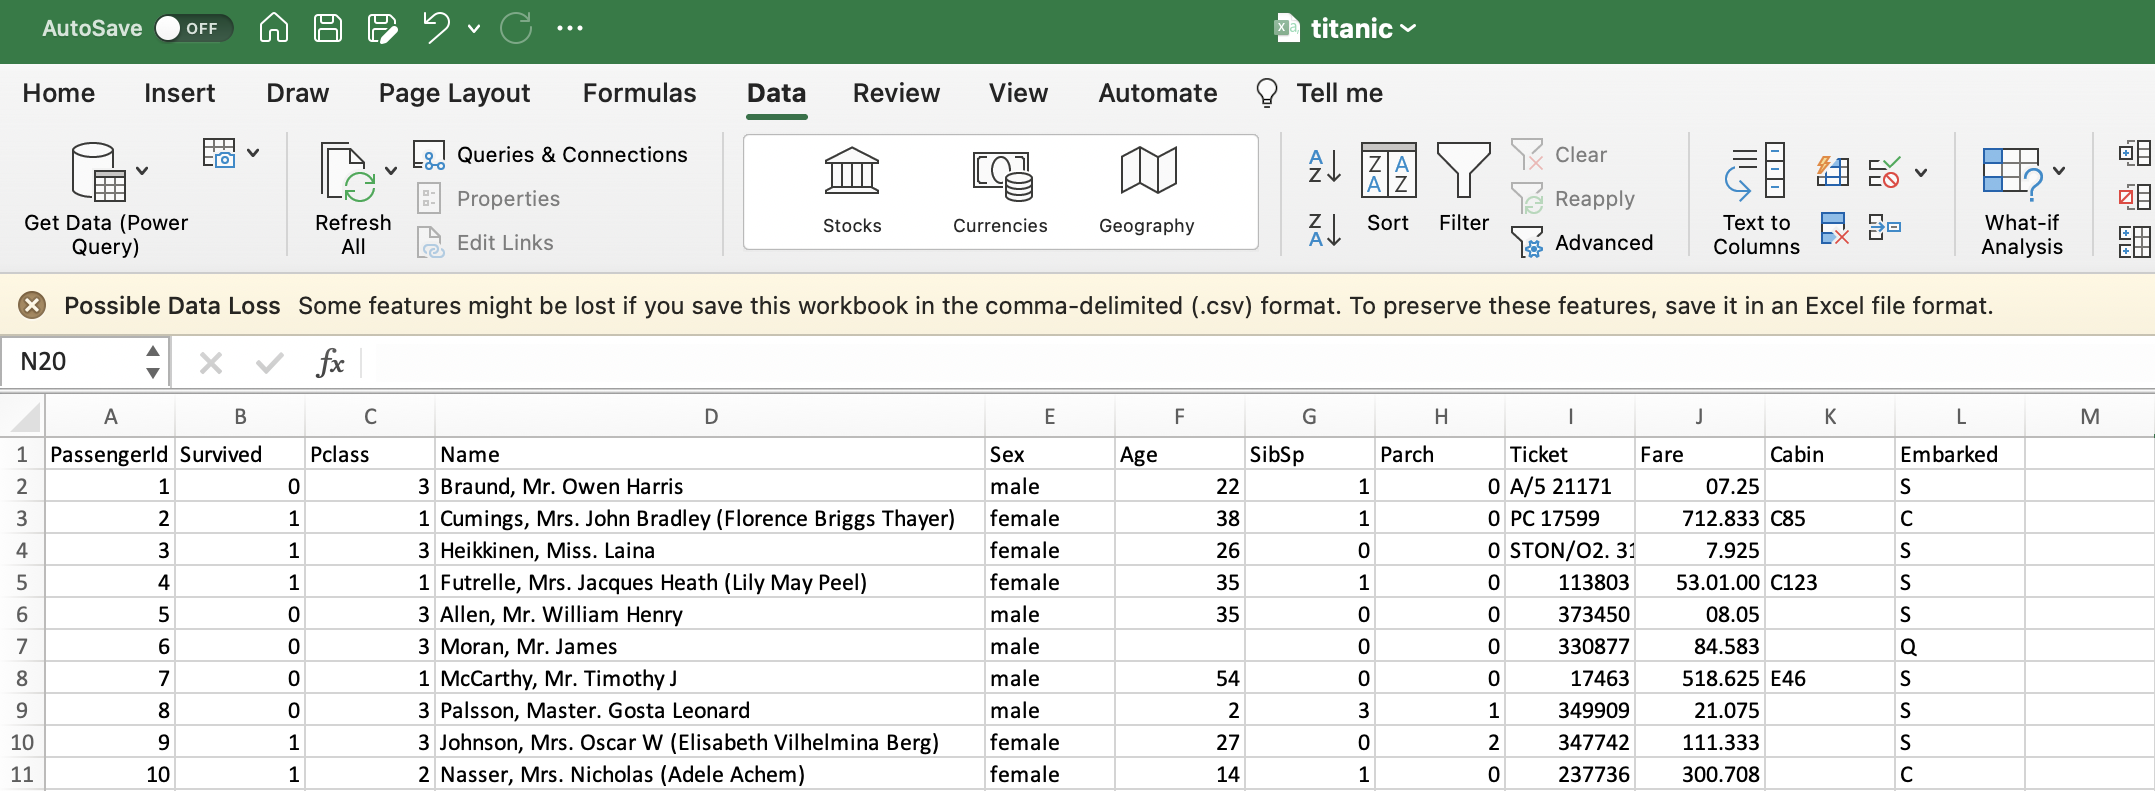 AutoSave OFF titanic
Home Insert Draw Page Layout Formulas Data Review View Automate Tell me
Get Data (Power Query)
Refresh All
Queries & Connections
Properties
Edit Links
Stocks Currencies Geography
Sort Filter
Clear
Reapply
Advanced
Text to Columns
What-if Analysis
Possible Data Loss Some features might be lost if you save this workbook in the comma-delimited (.csv) format. To preserve these features, save it in an Excel file format.
N20 fx
A B C D E F G H I J K L M
1 PassengerId Survived Pclass Name Sex Age SibSp Parch Ticket Fare Cabin Embarked
2 1 0 3 Braund, Mr. Owen Harris male 22 1 0 A/5 21171 07.25 S
3 2 1 1 Cumings, Mrs. John Bradley (Florence Briggs Thayer) female 38 1 0 PC 17599 712.833 C85 C
4 3 1 3 Heikkinen, Miss. Laina female 26 0 0 STON/O2. 31 7.925 S
5 4 1 1 Futrelle, Mrs. Jacques Heath (Lily May Peel) female 35 1 0 113803 53.01.00 C123 S
6 5 0 3 Allen, Mr. William Henry male 35 0 0 373450 08.05 S
7 6 0 3 Moran, Mr. James male 0 0 330877 84.583 Q
8 7 0 1 McCarthy, Mr. Timothy J male 54 0 0 17463 518.625 E46 S
9 8 0 3 Palsson, Master. Gosta Leonard male 2 3 1 349909 21.075 S
10 9 1 3 Johnson, Mrs. Oscar W (Elisabeth Vilhelmina Berg) female 27 0 2 347742 111.333 S
11 10 1 2 Nasser, Mrs. Nicholas (Adele Achem) female 14 1 0 237736 300.708 C